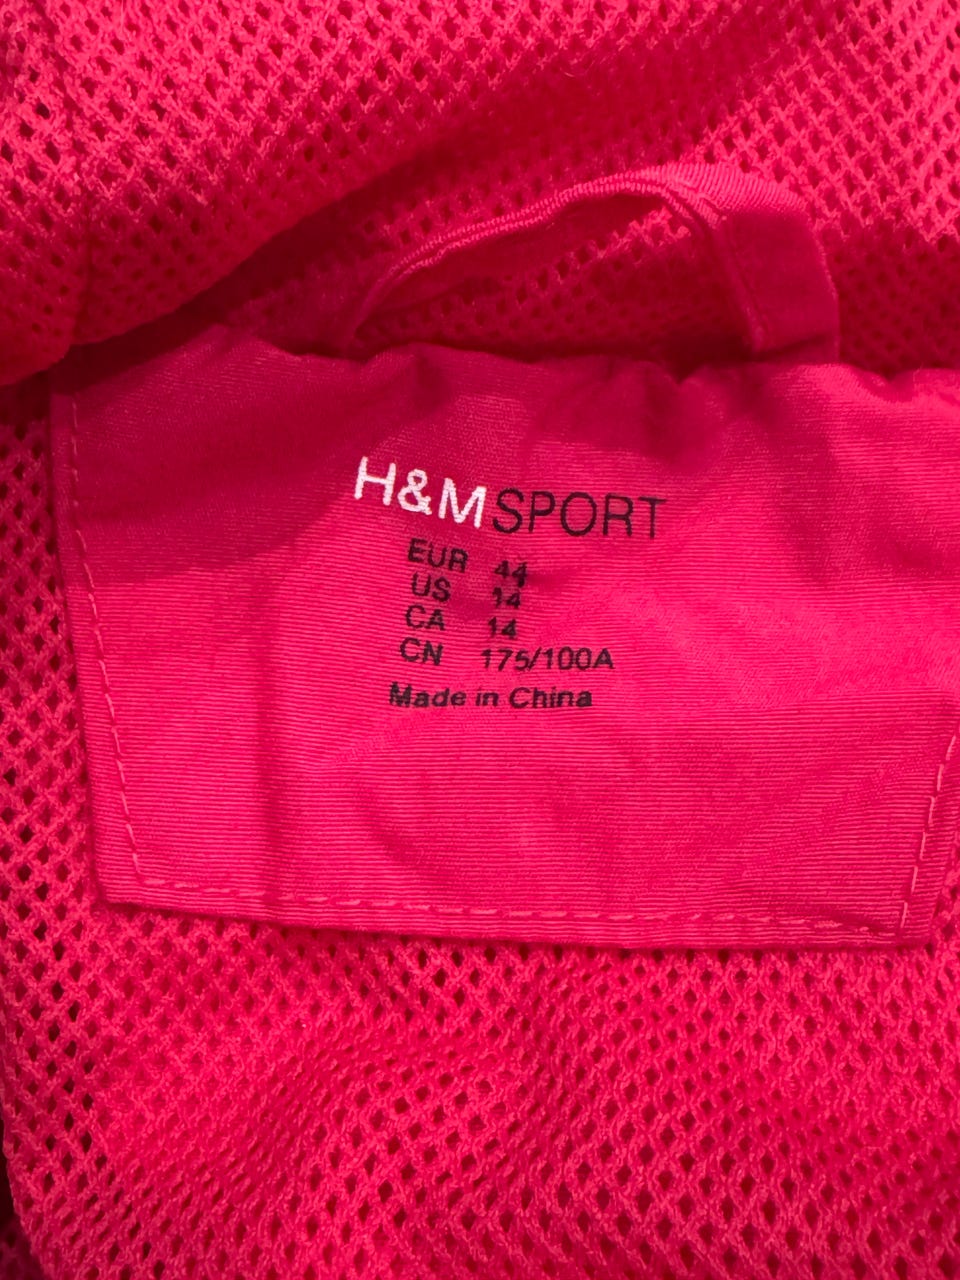 H&M SPORT
EUR 44
US 14
CA 14
CN 175/100A
Made in China